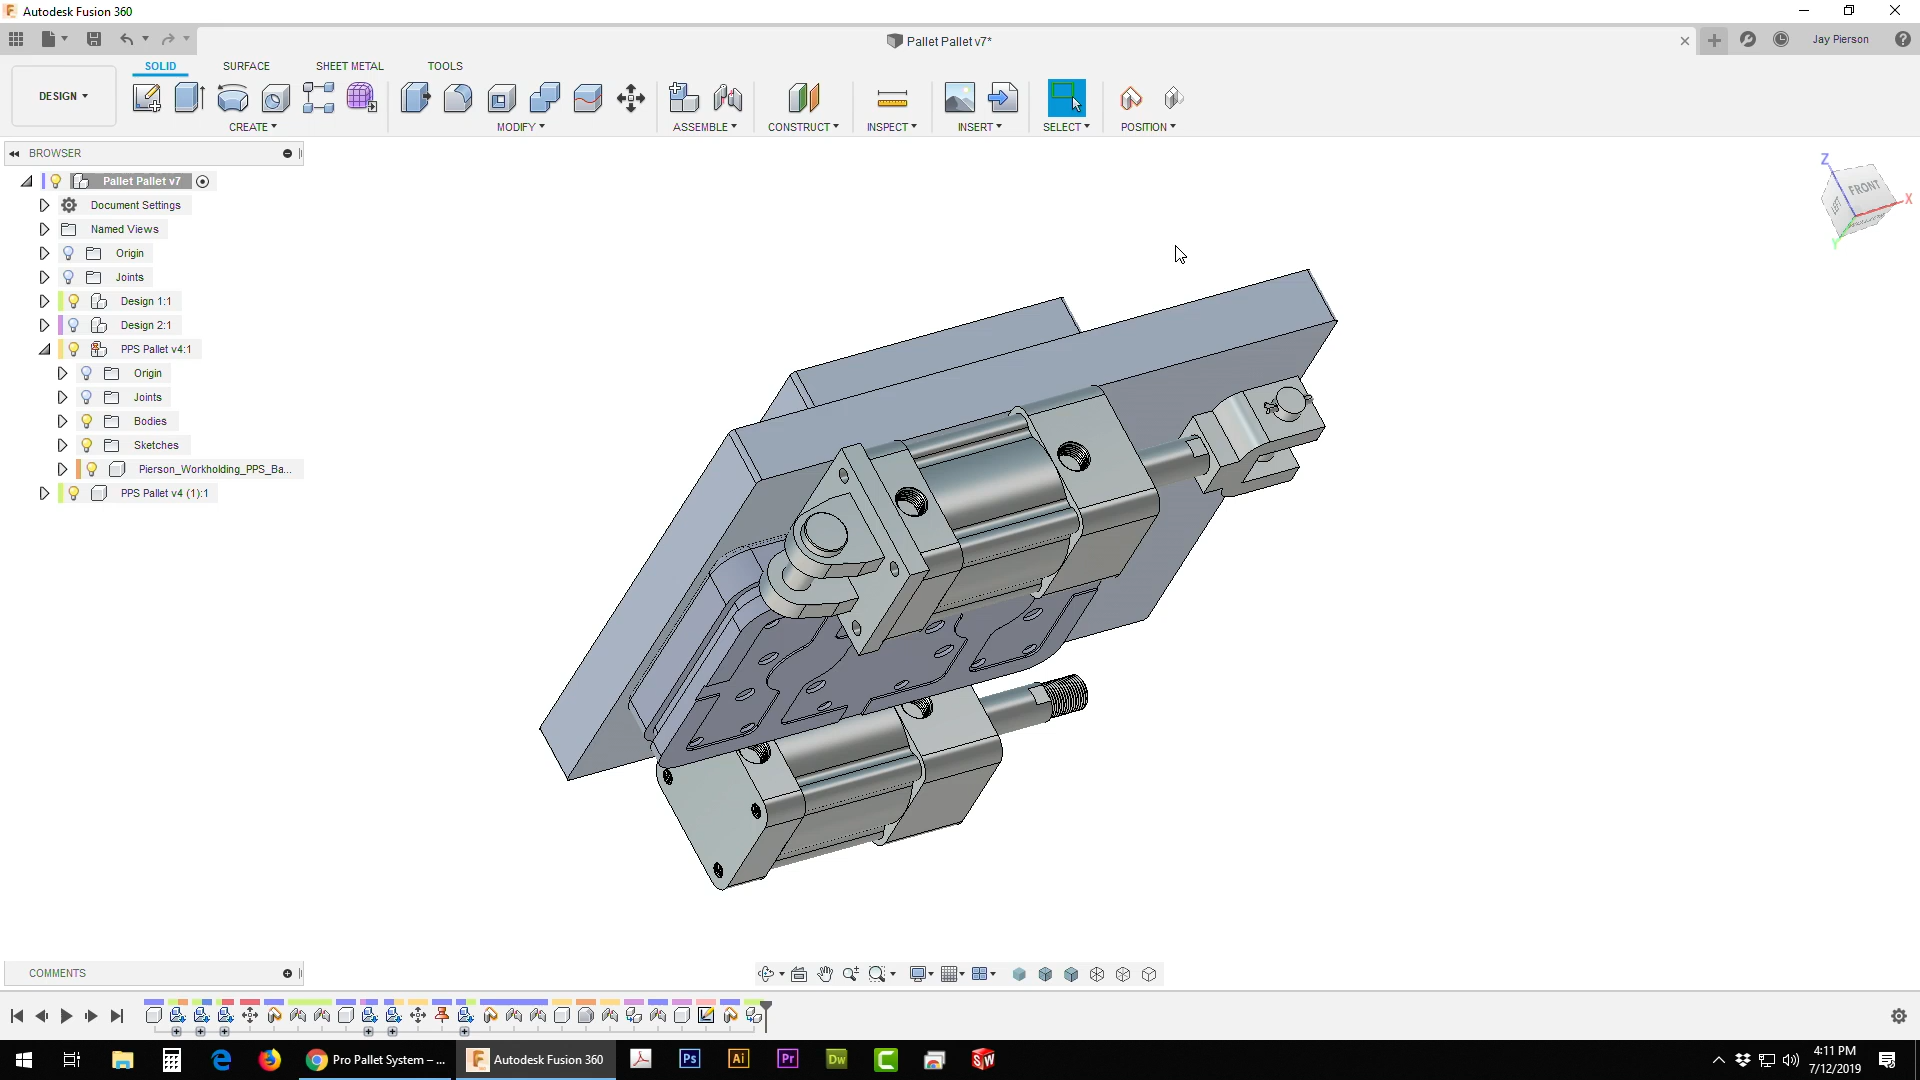 Autodesk Fusion 360
Pallet Pallet v7*
Jay Pierson
SOLID
SURFACE
SHEET METAL
TOOLS
DESIGN
CREATE
MODIFY
ASSEMBLE
CONSTRUCT
INSPECT
INSERT
SELECT
POSITION
BROWSER
Pallet Pallet v7
Document Settings
Named Views
Origin
Joints
Design 1:1
Design 2:1
PPS Pallet v4:1
Origin
Joints
Bodies
Sketches
Pierson_Workholding_PPS_Ba...
PPS Pallet v4 (1):1
Z
FRONT
X
Y
COMMENTS
Pro Pallet System – ...
Autodesk Fusion 360
Ps
Ai
Pr
Dw
SW
4:11 PM
7/12/2019